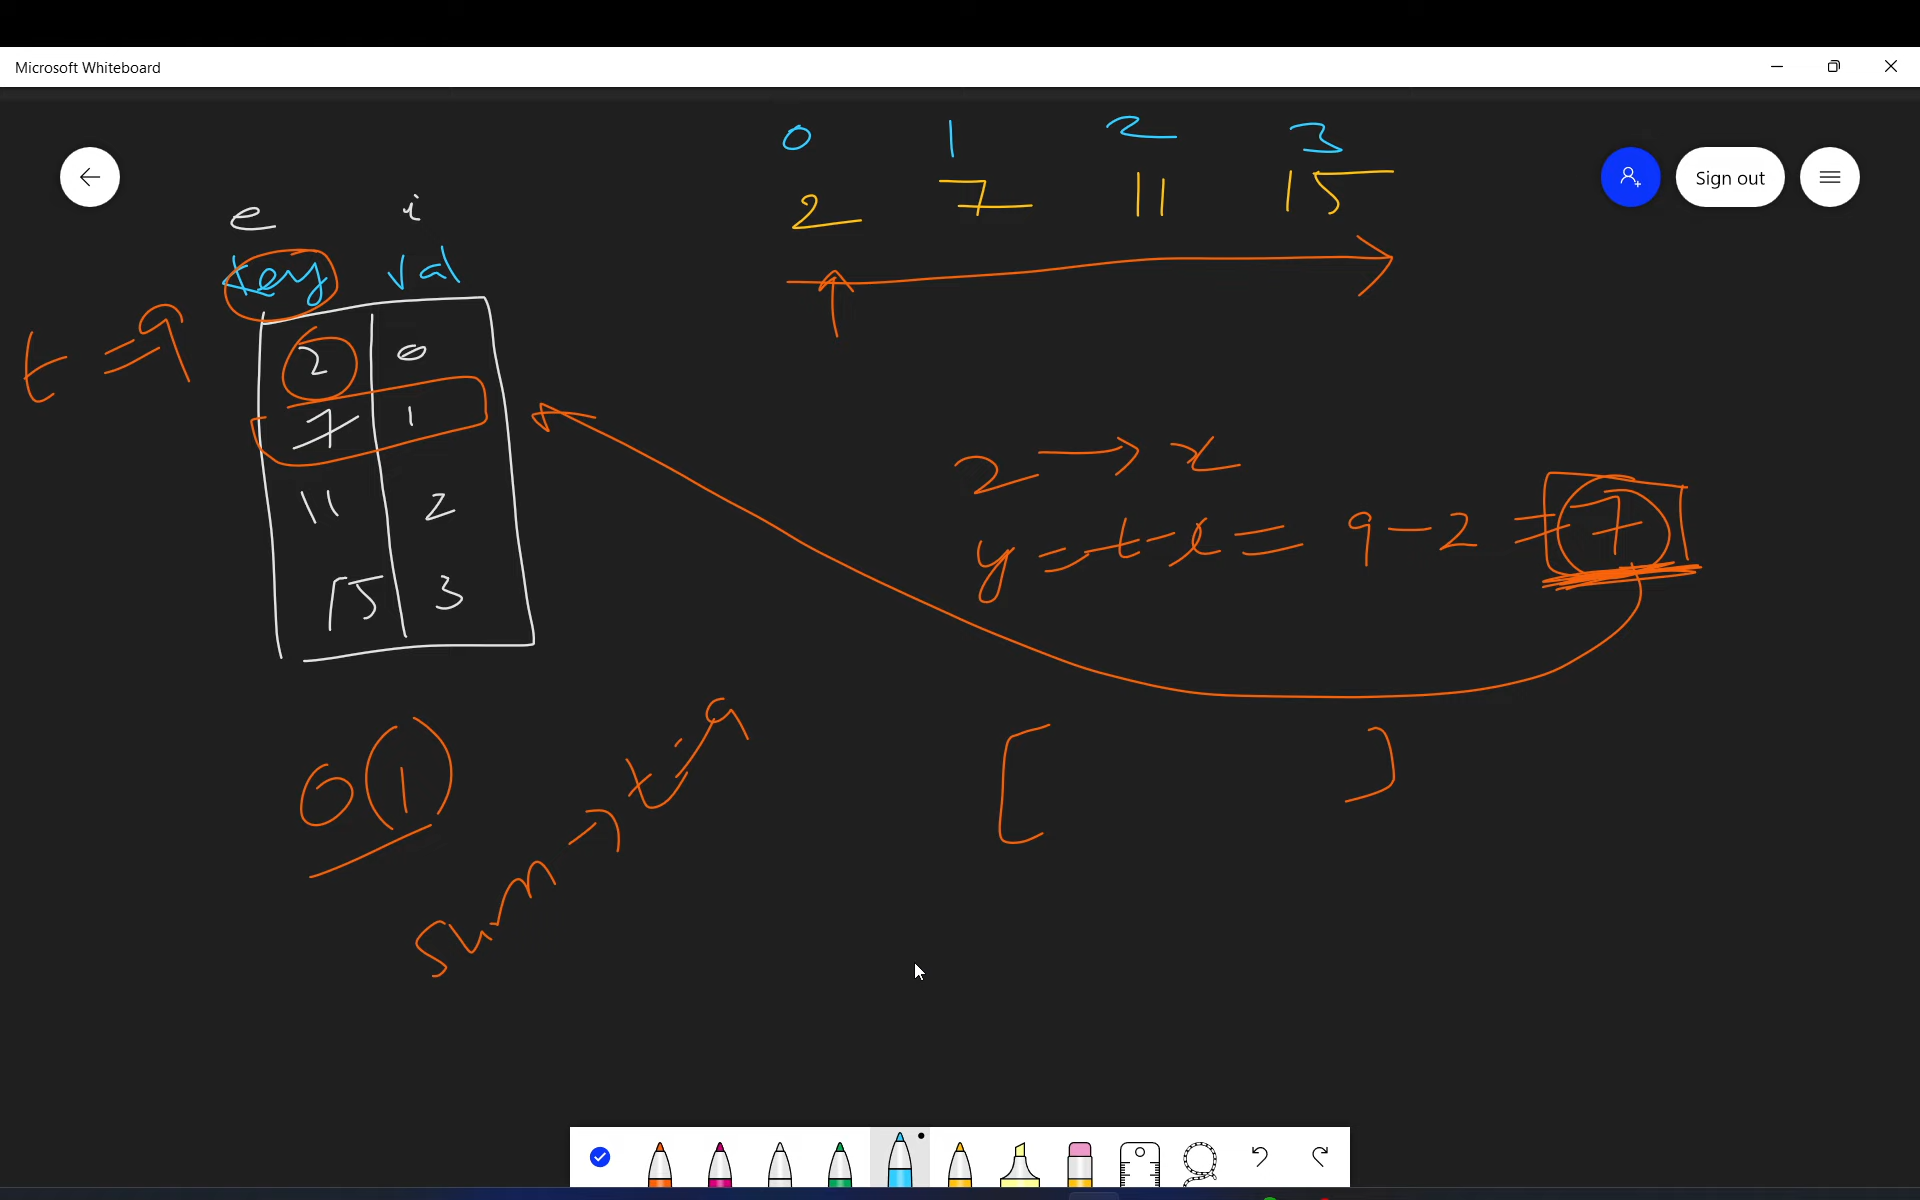 Microsoft Whiteboard
0 1 2 3
2 7 11 15
Sign out
e i
key val
t = 9
2 0
7 1
11 2
15 3
2 → x
y = t - x = 9 - 2 = 7
O(1)
sum → t = 9
[ ]